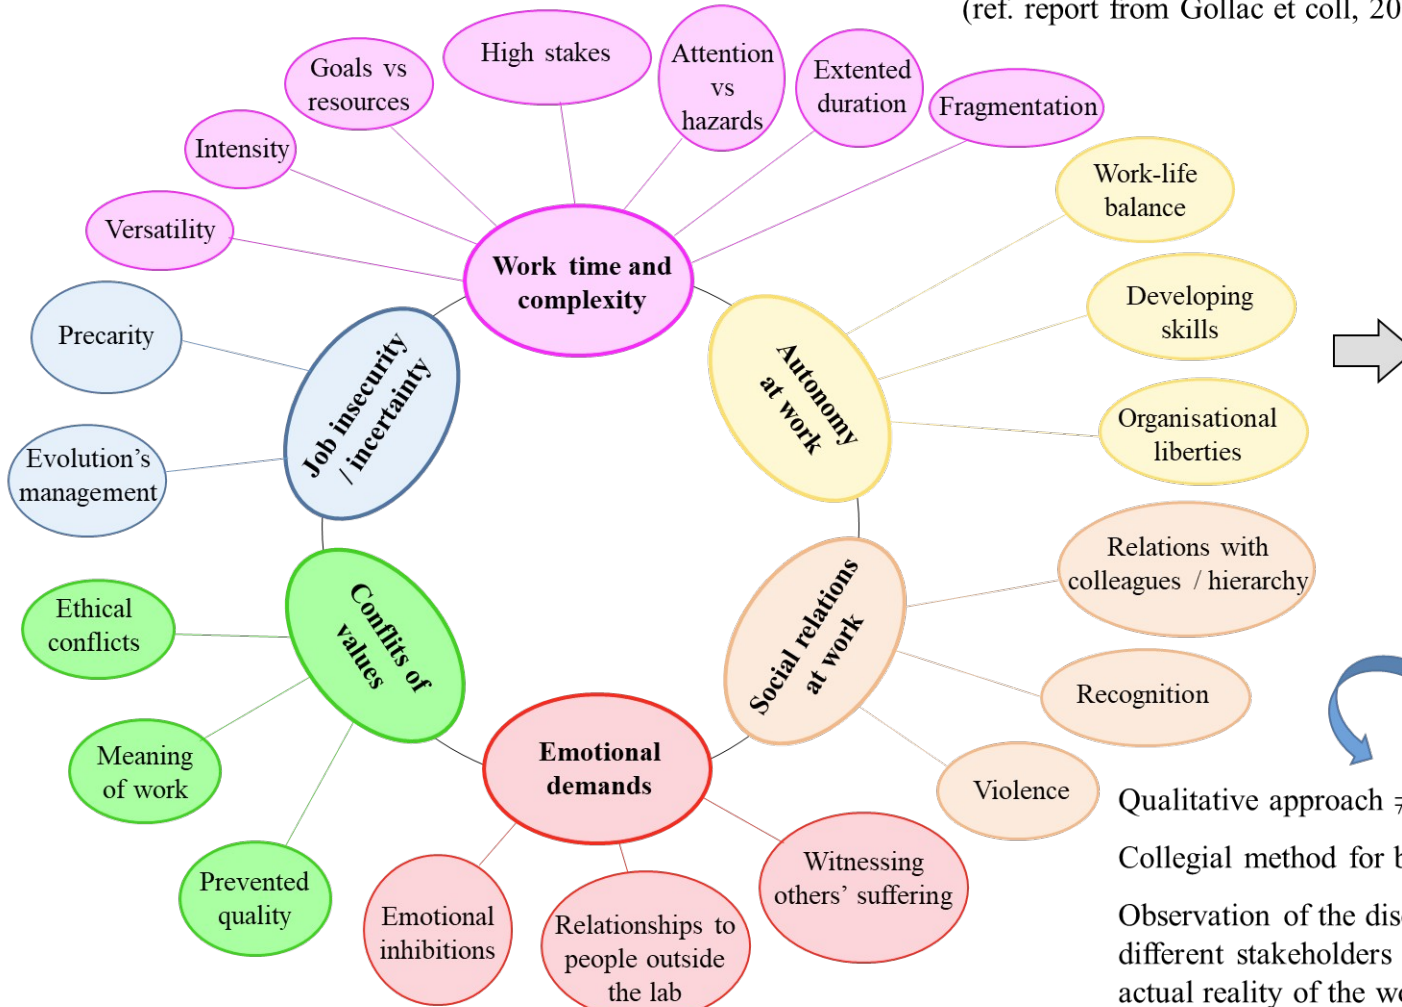 (ref. report from Gollac et coll, 20
High stakes
Goals vs
resources
Attention
vs
hazards
Extented
duration
Fragmentation
Intensity
Versatility
Work time and
complexity
Work-life
balance
Developing
skills
Organisational
liberties
Autonomy
at work
Precarity
Evolution's
management
Job insecurity
/ incertainty
Relations with
colleagues / hierarchy
Recognition
Violence
Social relations
at work
Ethical
conflicts
Meaning
of work
Prevented
quality
Conflits of
values
Emotional
demands
Emotional
inhibitions
Relationships to
people outside
the lab
Witnessing
others' suffering
Qualitative approach
Collegial method for
Observation of the
different stakeholders
actual reality of the